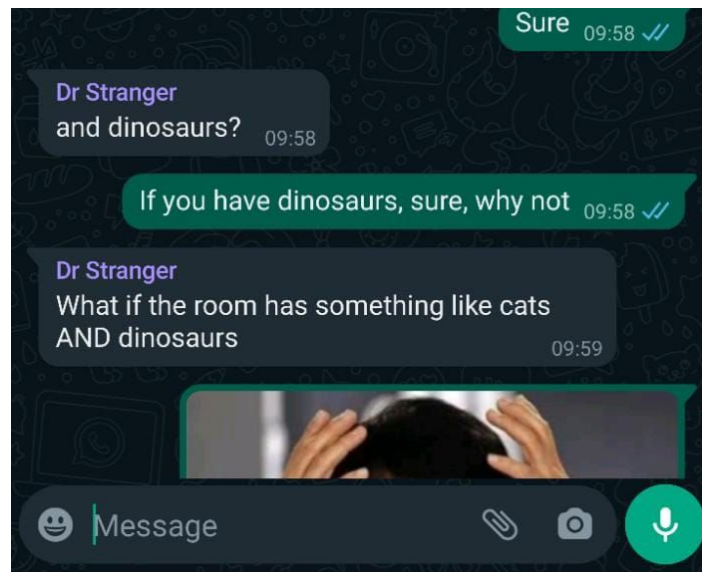 Sure 09:58
Dr Stranger
and dinosaurs? 09:58
If you have dinosaurs, sure, why not 09:58
Dr Stranger
What if the room has something like cats
AND dinosaurs 09:59
Message